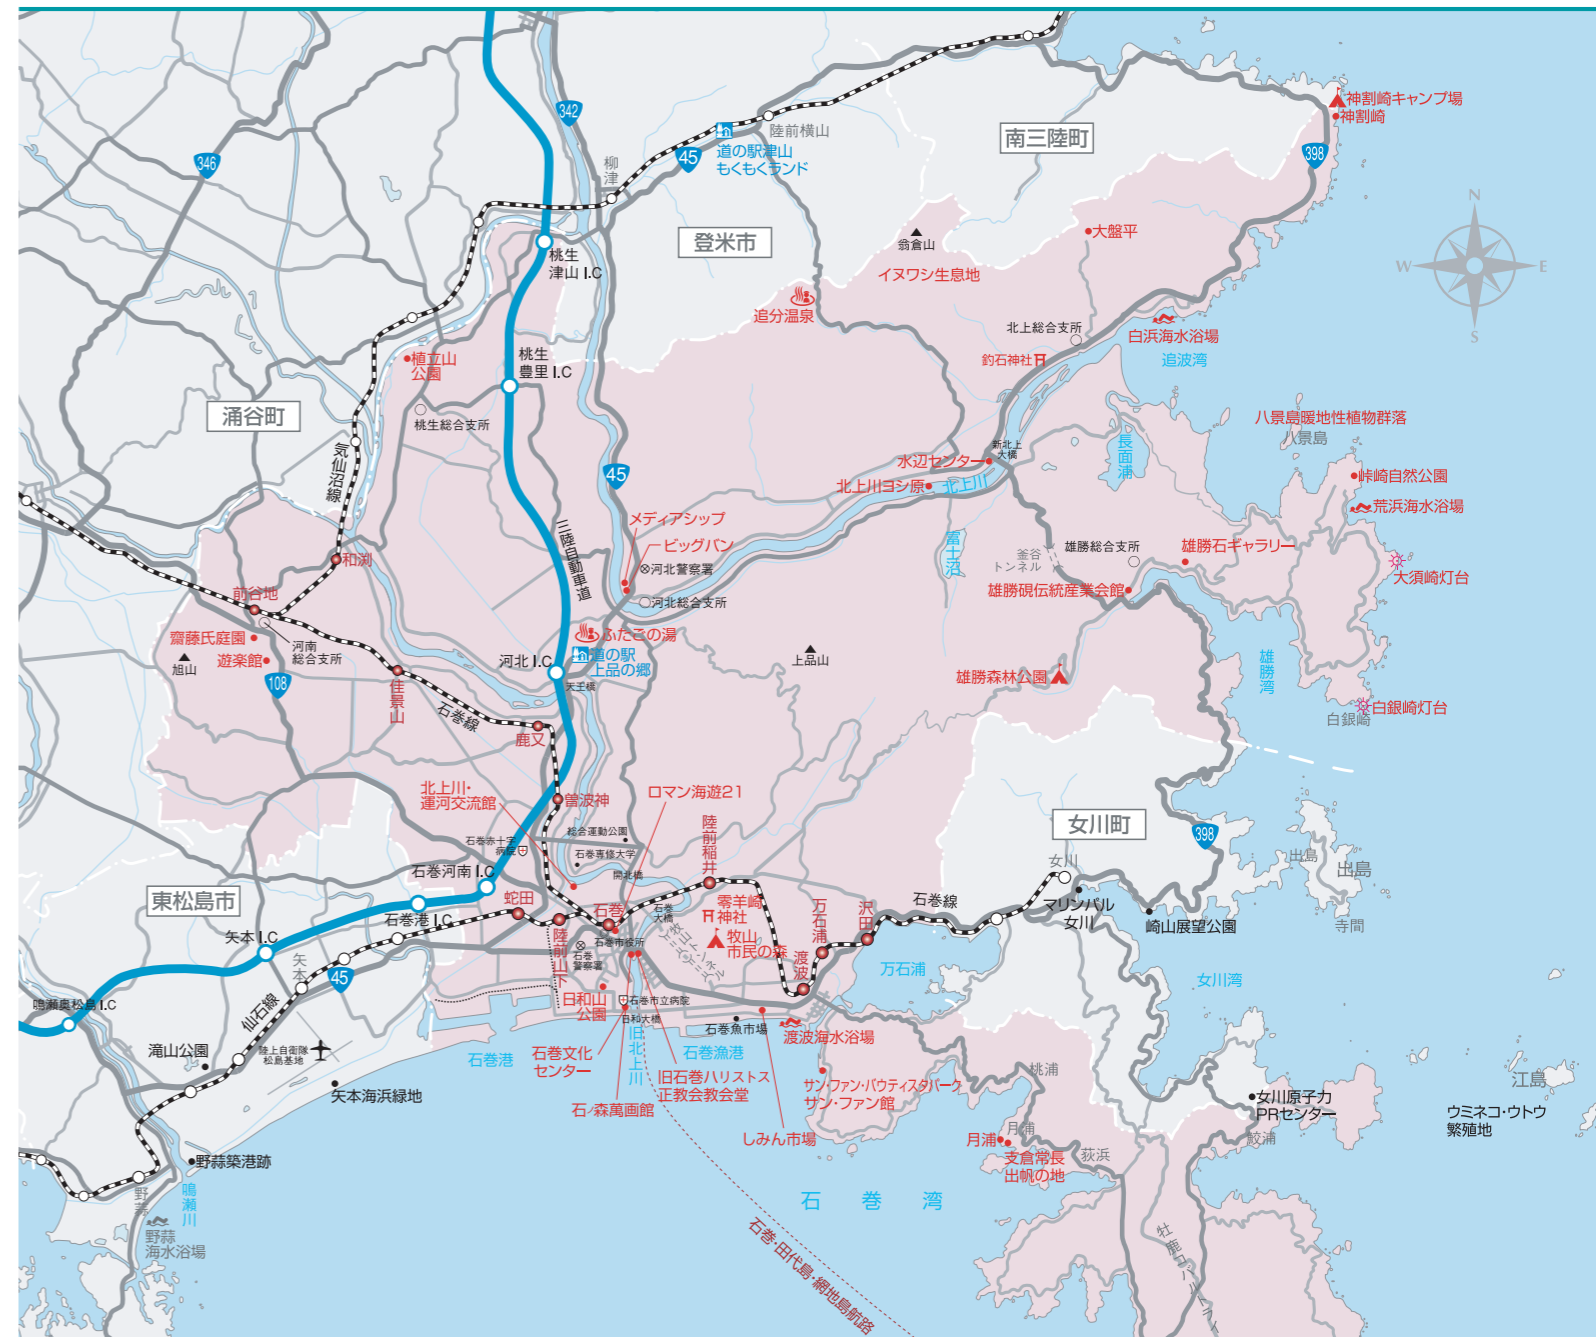 神割崎キャンプ場
神割崎
342
398
南三陸町
陸前横山
346
45
道の駅津山
もくもくランド
柳津
N
W
E
S
登米市
大盤平
翁倉山
イヌワシ生息地
桃生
津山 I.C
追分温泉
北上総合支所
白浜海水浴場
追波湾
釣石神社
植立山
公園
桃生
豊里 I.C
桃生総合支所
涌谷町
気仙沼線
八景島暖地性植物群落
八景島
長面浦
新北上
大橋
水辺センター
北上川ヨシ原
北上川
峠崎自然公園
荒浜海水浴場
45
メディアシップ
ビッグバン
三陸自動車道
河北警察署
河北総合支所
富士沼
釜谷
トンネル
雄勝総合支所
雄勝石ギャラリー
雄勝硯伝統産業会館
大須崎灯台
和渕
前谷地
齋藤氏庭園
遊楽館
河南
総合支所
旭山
108
佳景山
石巻線
河北 I.C
ふたごの湯
道の駅
上品の郷
天王橋
上品山
雄勝森林公園
雄勝湾
白銀崎灯台
白銀崎
鹿又
北上川・
運河交流館
曽波神
ロマン海遊21
総合運動公園
石巻赤十字
病院
石巻専修大学
開北橋
陸前稲井
女川町
398
女川
出島
出島
寺間
石巻河南 I.C
東松島市
石巻港 I.C
蛇田
石巻
石巻
大橋
石巻市役所
零羊崎
神社
牧山
市民の森
牧山トンネル
万石浦
沢田
石巻線
マリンパル
女川
崎山展望公園
矢本 I.C
矢本
45
陸前山下
石巻
警察署
渡波
万石浦
女川湾
鳴瀬奥松島 I.C
仙石線
日和山
公園
石巻市立病院
日和大橋
石巻魚市場
渡波海水浴場
滝山公園
陸上自衛隊
松島基地
石巻港
石巻文化
センター
旧北上川
石巻漁港
旧石巻ハリストス
正教会教会堂
石ノ森萬画館
しみん市場
サン・ファン・バウティスタパーク
サン・ファン館
桃浦
矢本海浜緑地
月浦
月浦
支倉常長
出帆の地
荻浜
女川原子力
PRセンター
鮫浦
江島
ウミネコ・ウトウ
繁殖地
野蒜築港跡
野蒜
鳴瀬川
野蒜
海水浴場
石巻湾
石巻・田代島・網地島航路
牡鹿コバルトライン